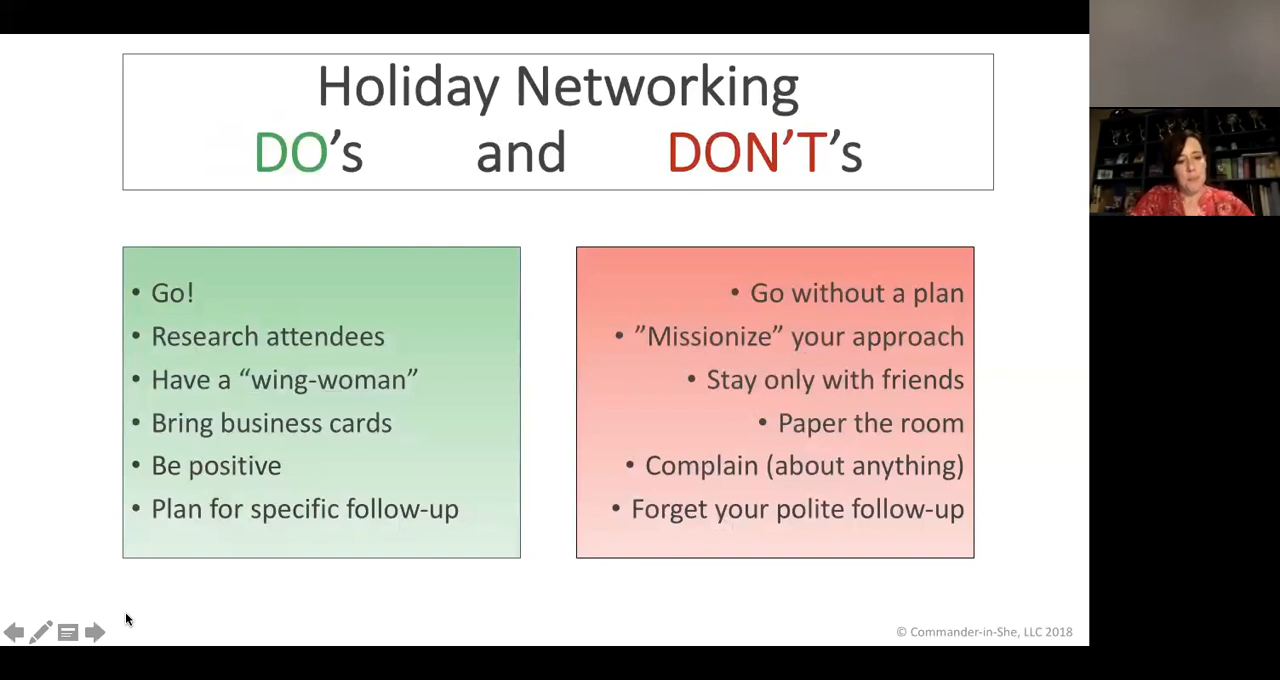 Holiday Networking
DO’s and DON’T’s
• Go!
• Research attendees
• Have a “wing-woman”
• Bring business cards
• Be positive
• Plan for specific follow-up
• Go without a plan
• ”Missionize” your approach
• Stay only with friends
• Paper the room
• Complain (about anything)
• Forget your polite follow-up
© Commander-in-She, LLC 2018